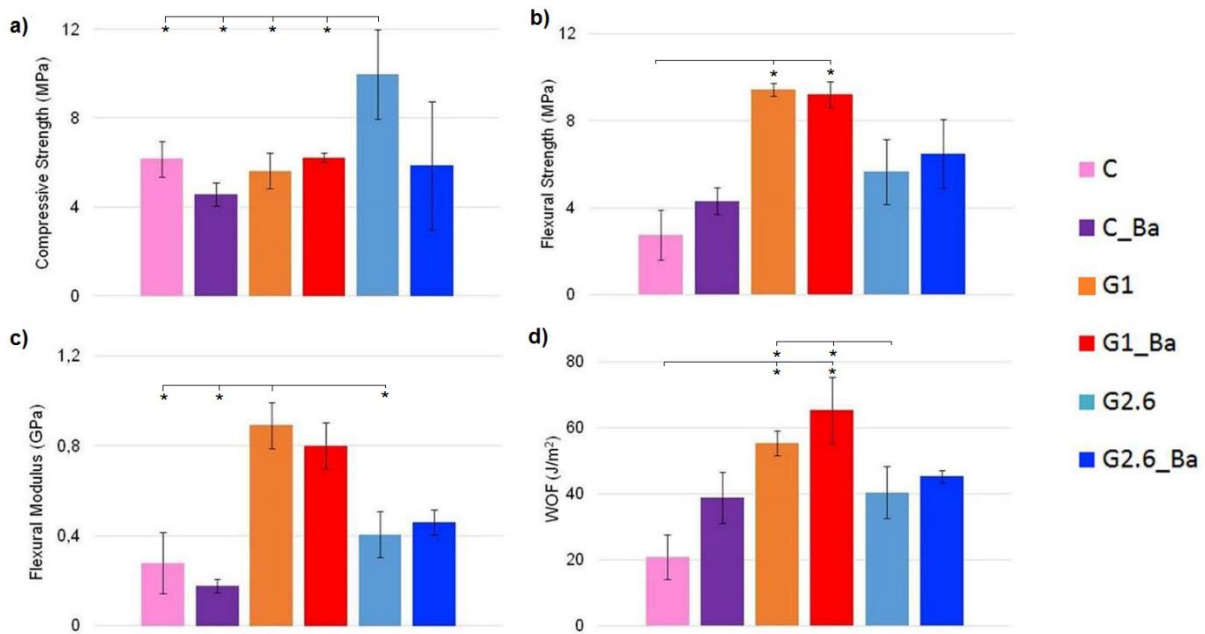 a)
Compressive Strength (MPa)
12
8
4
0
* * * *
b)
Flexural Strength (MPa)
12
8
4
0
* *
c)
Flexural Modulus (GPa)
1,2
0,8
0,4
0
* * *
d)
WOF (J/m²)
80
60
40
20
0
* *
* *
C
C_Ba
G1
G1_Ba
G2.6
G2.6_Ba